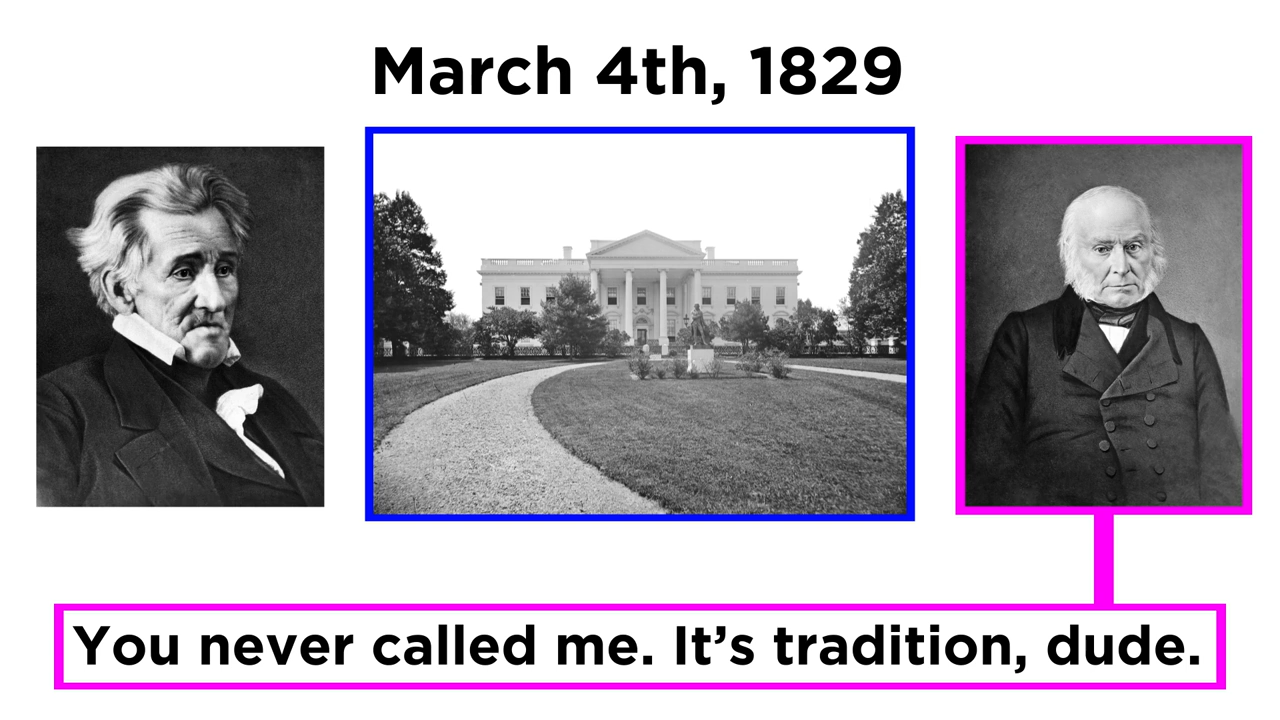 March 4th, 1829
You never called me. It’s tradition, dude.